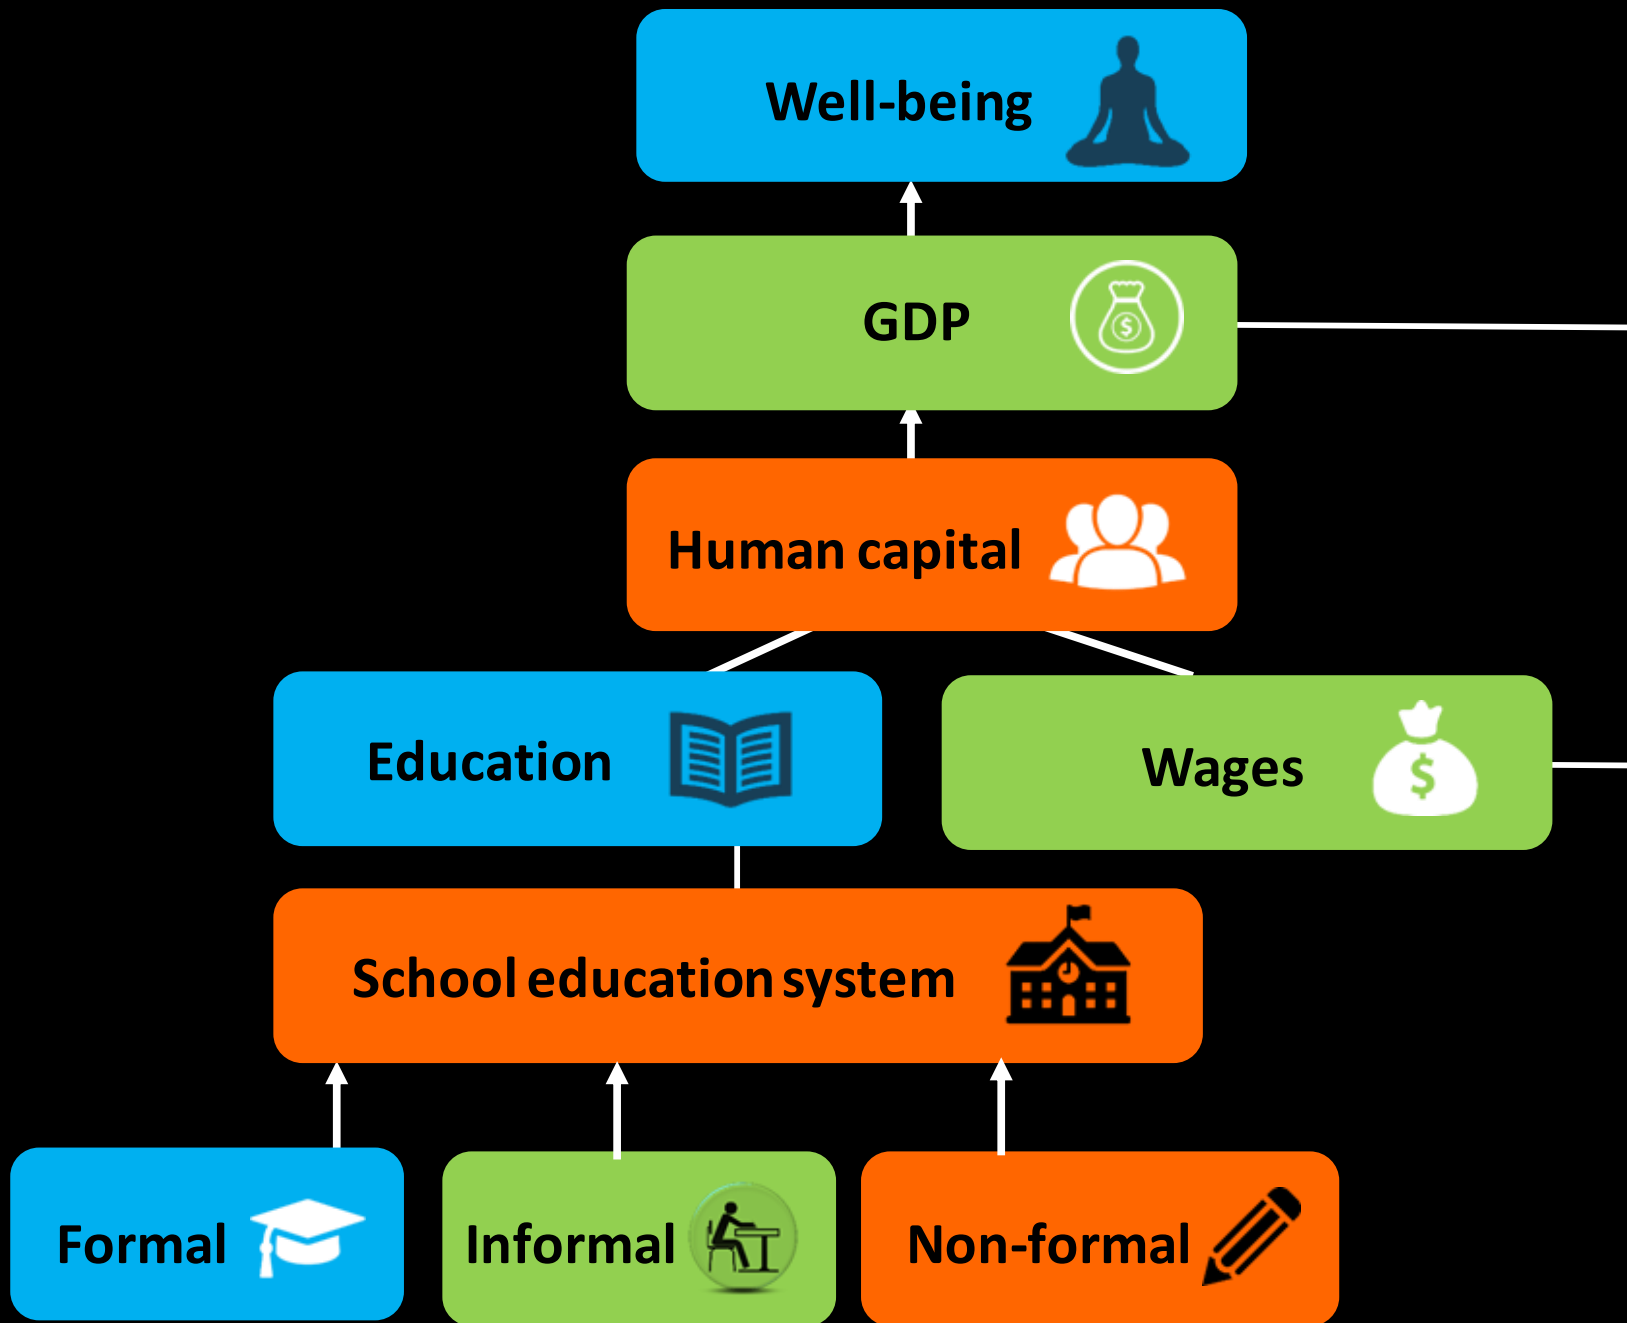 Well-being
GDP
$
Human capital
Education
Wages
$
School education system
Formal
Informal
Non-formal